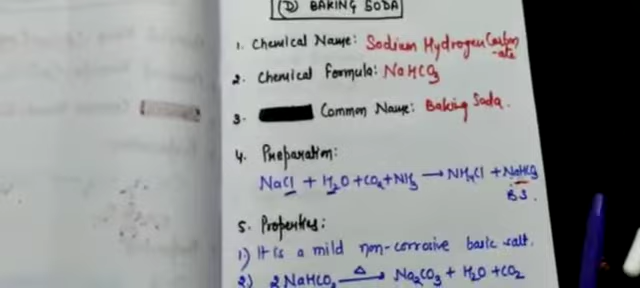 (D) BAKING SODA
1. Chemical Name: Sodium Hydrogen Carbon-ate
2. Chemical Formula: NaHCO3
3. Common Name: Baking Soda.
4. Preparation:
NaCl + H2O + CO2 + NH3 → NH4Cl + NaHCO3
B.S.
5. Properties:
1) It is a mild non-corrosive basic salt.
2) 2NaHCO3 —Δ→ Na2CO3 + H2O + CO2